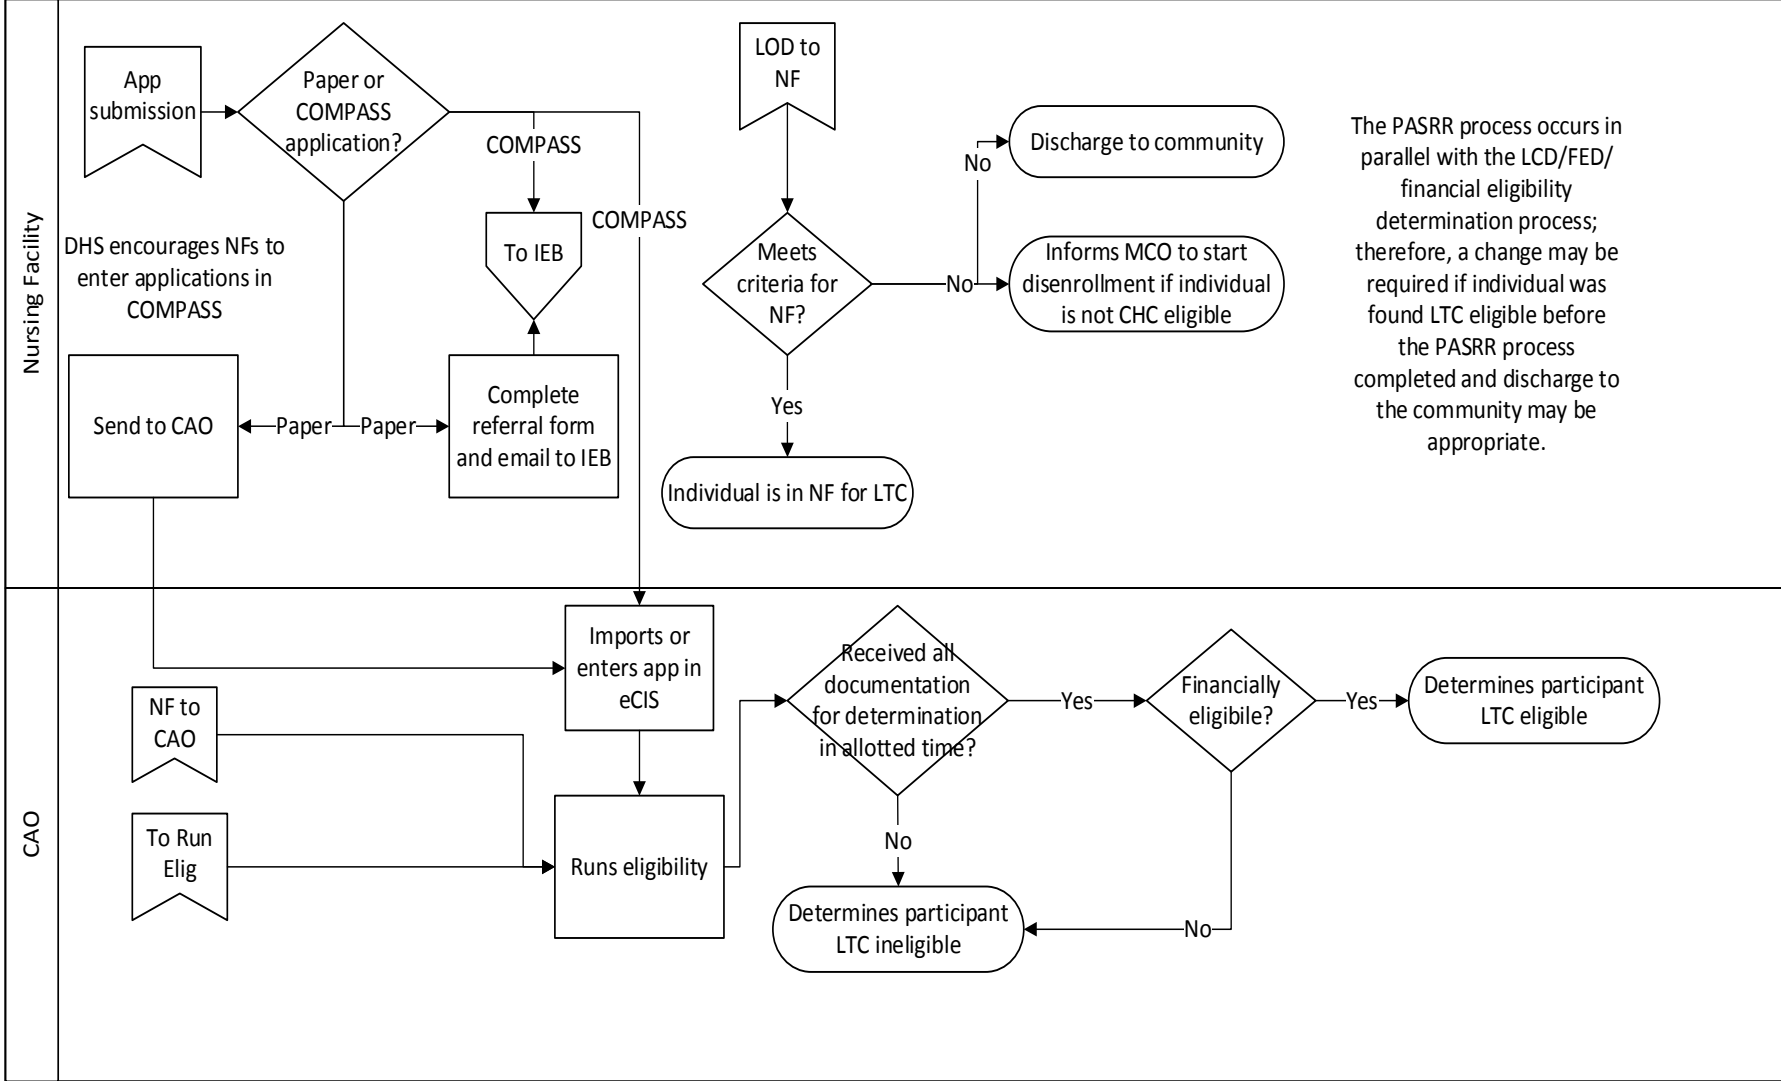 Nursing Facility
App
submission
Paper or
COMPASS
application?
COMPASS
COMPASS
To IEB
DHS encourages NFs to
enter applications in
COMPASS
Send to CAO
Paper
Paper
Complete
referral form
and email to IEB
LOD to
NF
Meets
criteria for
NF?
No
No
Discharge to community
Informs MCO to start
disenrollment if individual
is not CHC eligible
Yes
Individual is in NF for LTC
The PASRR process occurs in
parallel with the LCD/FED/
financial eligibility
determination process;
therefore, a change may be
required if individual was
found LTC eligible before
the PASRR process
completed and discharge to
the community may be
appropriate.
CAO
Imports or
enters app in
eCIS
NF to
CAO
To Run
Elig
Runs eligibility
Received all
documentation
for determination
in allotted time?
Yes
Financially
eligibile?
Yes
Determines participant
LTC eligible
No
Determines participant
LTC ineligible
No